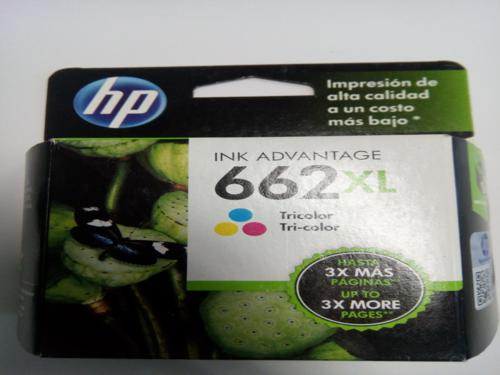 hp
Impresión de
alta calidad
a un costo
más bajo *
INK ADVANTAGE
662XL
Tricolor
Tri-color
HASTA
3X MÁS
PÁGINAS**
UP TO
3X MORE
PAGES**